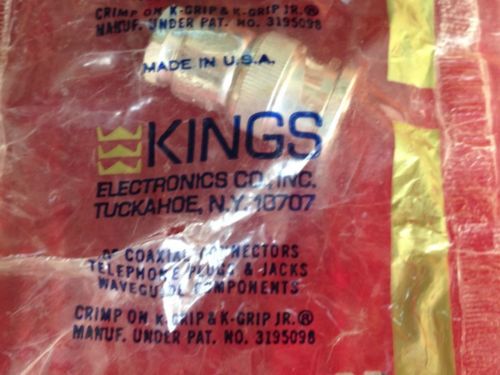 CRIMP ON K-GRIP & K-GRIP JR.®
MANUF. UNDER PAT. NO. 3195098
MADE IN U.S.A.
KINGS
ELECTRONICS CO., INC.
TUCKAHOE, N.Y. 10707
RF COAXIAL CONNECTORS
TELEPHONE PLUGS & JACKS
WAVEGUIDE COMPONENTS
CRIMP ON K-GRIP & K-GRIP JR.®
MANUF. UNDER PAT. NO. 3195098